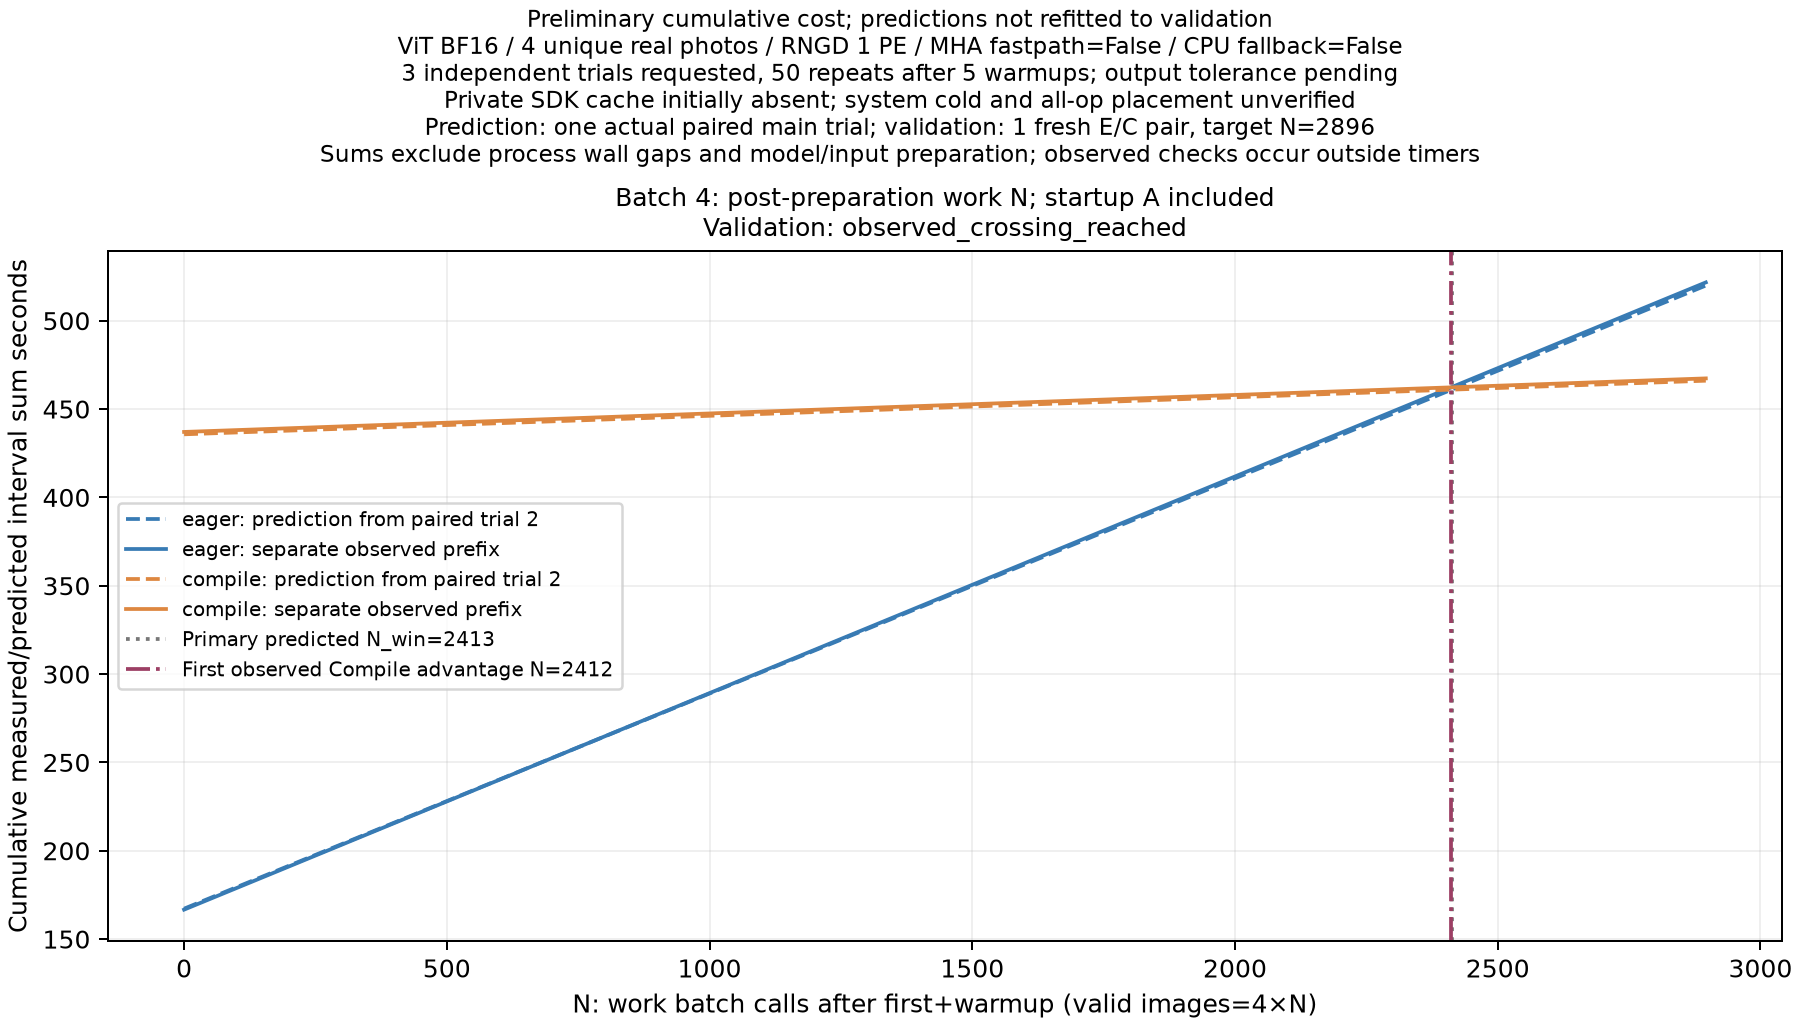 Preliminary cumulative cost; predictions not refitted to validation
ViT BF16 / 4 unique real photos / RNGD 1 PE / MHA fastpath=False / CPU fallback=False
3 independent trials requested, 50 repeats after 5 warmups; output tolerance pending
Private SDK cache initially absent; system cold and all-op placement unverified
Prediction: one actual paired main trial; validation: 1 fresh E/C pair, target N=2896
Sums exclude process wall gaps and model/input preparation; observed checks occur outside timers
Batch 4: post-preparation work N; startup A included
Validation: observed_crossing_reached
Cumulative measured/predicted interval sum seconds
500
450
400
350
300
250
200
150
eager: prediction from paired trial 2
eager: separate observed prefix
compile: prediction from paired trial 2
compile: separate observed prefix
Primary predicted N_win=2413
First observed Compile advantage N=2412
0 500 1000 1500 2000 2500 3000
N: work batch calls after first+warmup (valid images=4×N)